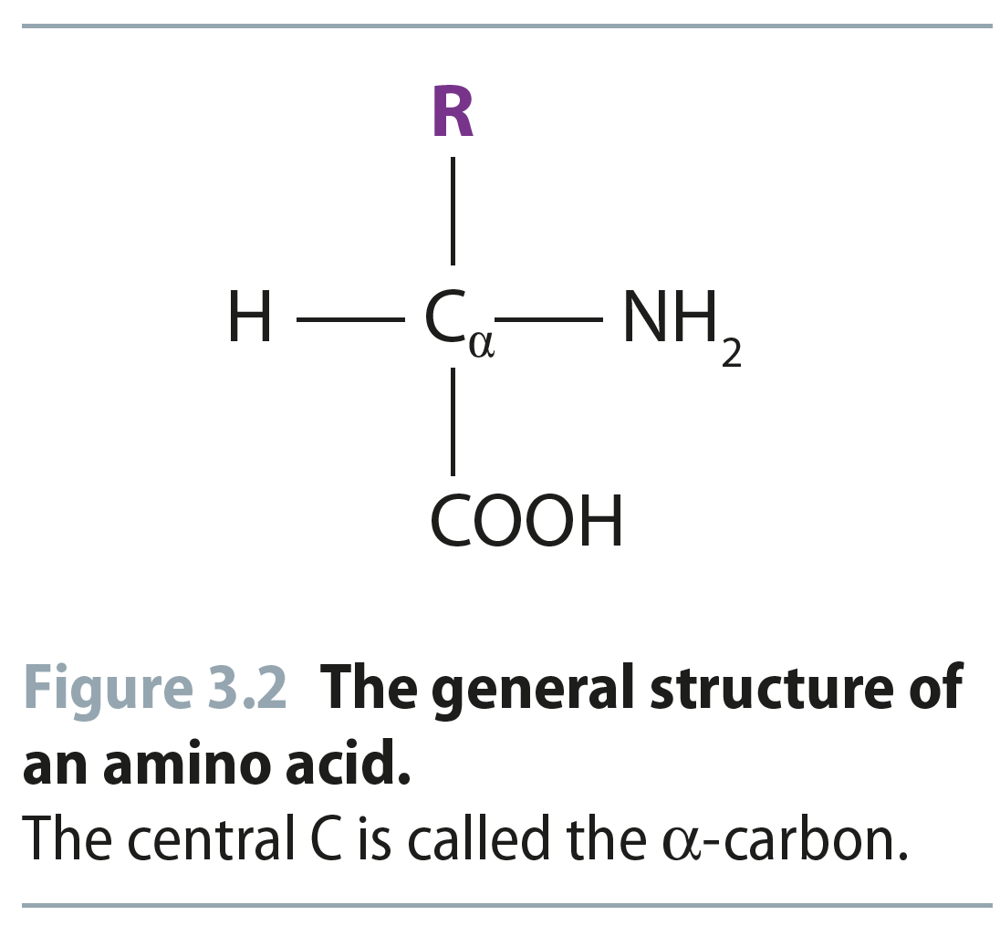 R
H — Cα — NH2
COOH
Figure 3.2 The general structure of
an amino acid.
The central C is called the α-carbon.